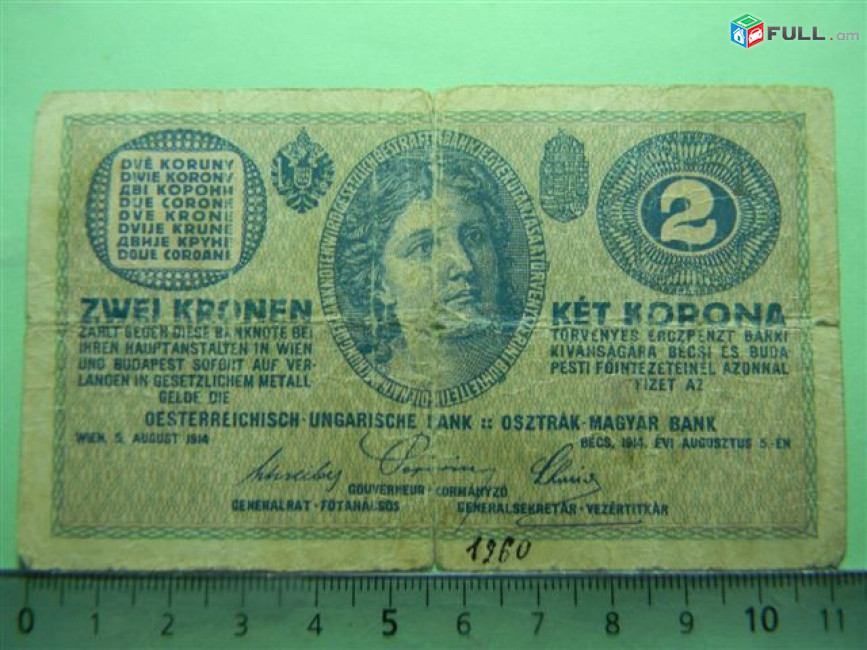 FULL.am
DVĚ KORUNY
DWIE KORONY
ДВІ КОРОНИ
DUE CORONE
DVE KRONI
DVIJE KRUNE
ДВИЈЕ КРУНЕ
DOUE COROANE
2
ZWEI KRONEN
ZAHLT GEGEN DIESE BANKNOTE BEI
IHREN HAUPTANSTALTEN IN WIEN
UND BUDAPEST SOFORT AUF VER-
LANGEN IN GESETZLICHEM METALL-
GELDE DIE
KÉT KORONA
TÖRVÉNYES ÉRCZPÉNZT BÁRKI
KIVÁNSÁGÁRA BÉCSI ÉS BUDA-
PESTI FŐINTÉZETEINÉL AZONNAL
FIZET AZ
OESTERREICHISCH-UNGARISCHE BANK :: OSZTRÁK-MAGYAR BANK
WIEN, 5. AUGUST 1914
BÉCS, 1914. ÉVI AUGUSZTUS 5.-ÉN
GOUVERNEUR · KORMÁNYZÓ
GENERALRAT · FŐTANÁCSOS
GENERALSEKRETÄR · VEZÉRTITKÁR
1960
0 1 2 3 4 5 6 7 8 9 10 11